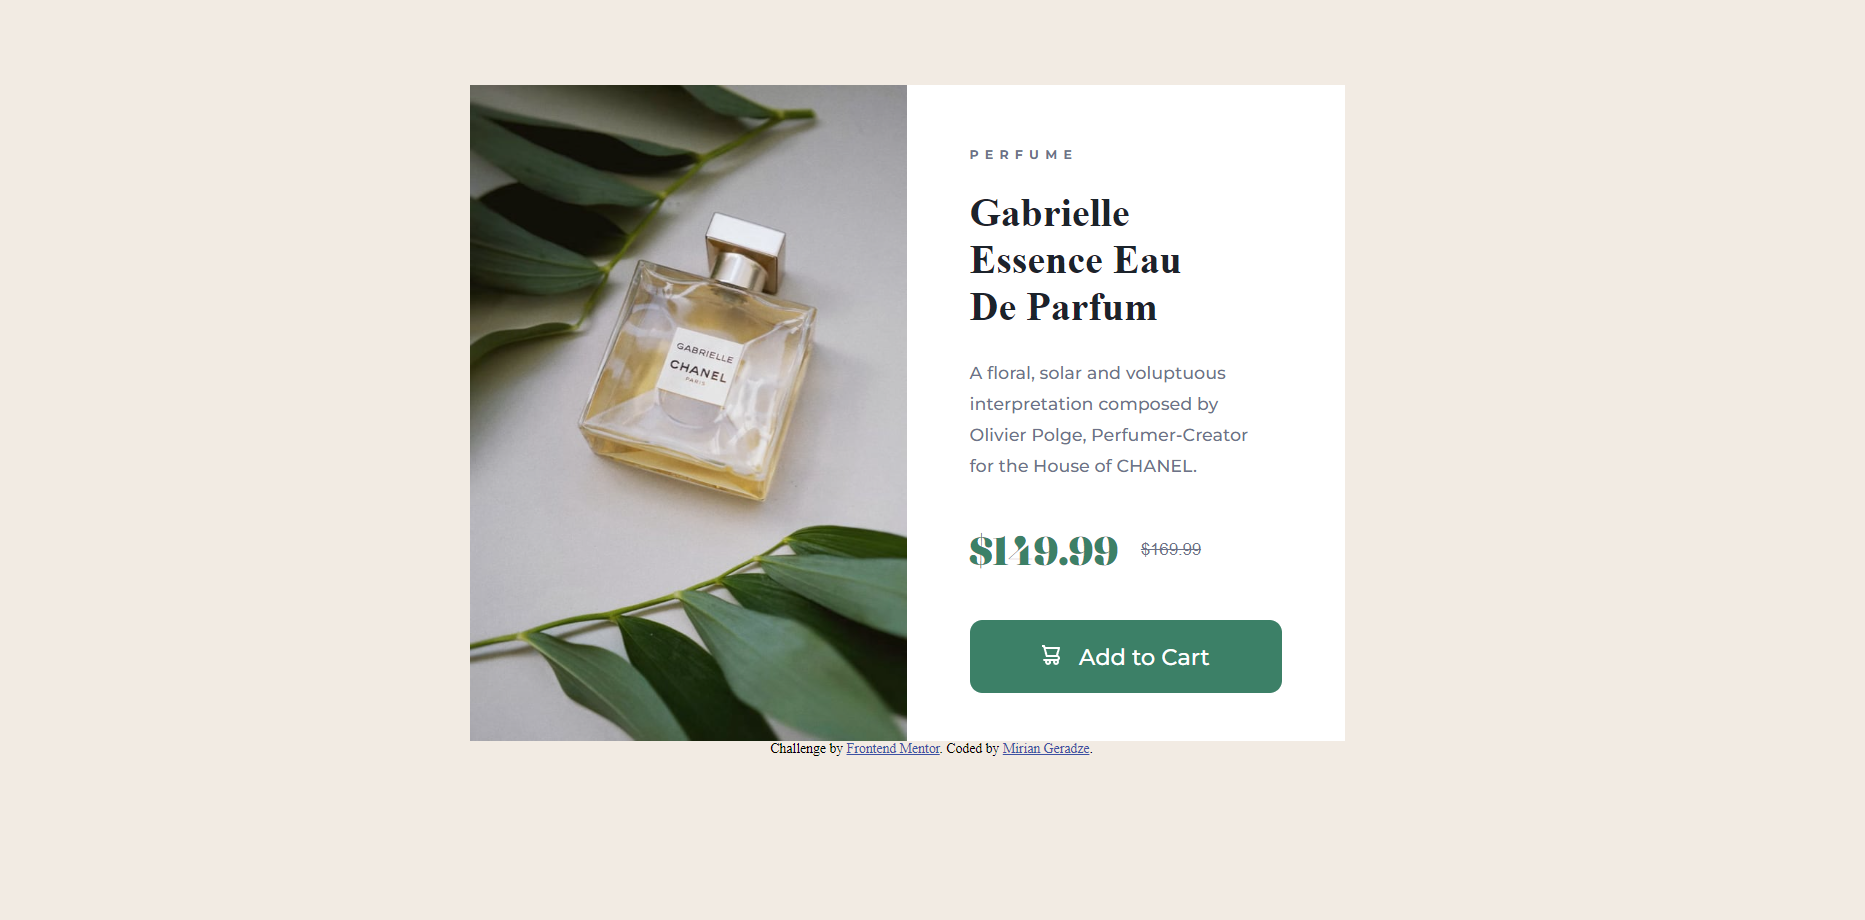 GABRIELLE
CHANEL
PARIS
PERFUME
Gabrielle
Essence Eau
De Parfum
A floral, solar and voluptuous
interpretation composed by
Olivier Polge, Perfumer-Creator
for the House of CHANEL.
$149.99 $169.99
Add to Cart
Challenge by Frontend Mentor. Coded by Mirian Geradze.